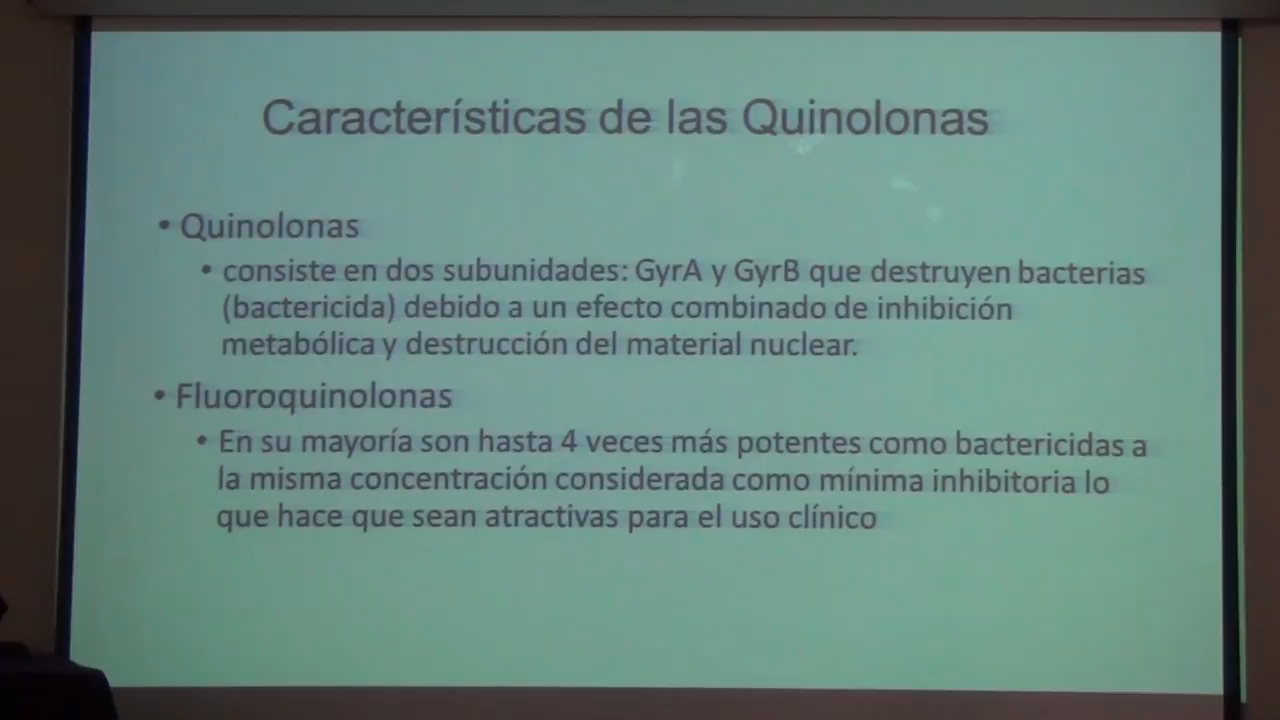 Características de las Quinolonas
• Quinolonas
• consiste en dos subunidades: GyrA y GyrB que destruyen bacterias
(bactericida) debido a un efecto combinado de inhibición
metabólica y destrucción del material nuclear.
• Fluoroquinolonas
• En su mayoría son hasta 4 veces más potentes como bactericidas a
la misma concentración considerada como mínima inhibitoria lo
que hace que sean atractivas para el uso clínico